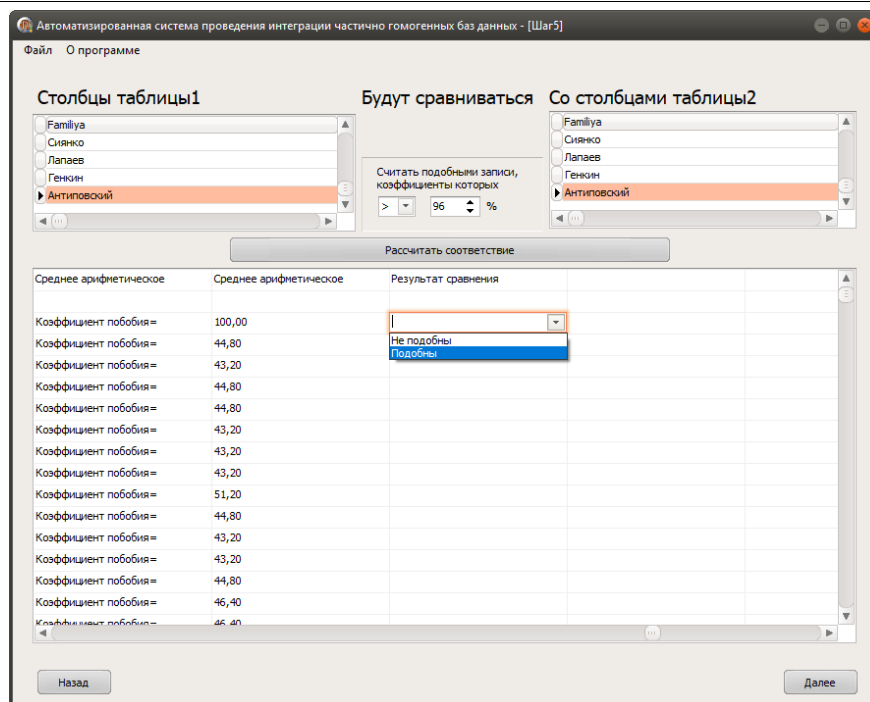 Автоматизированная система проведения интеграции частично гомогенных баз данных - [Шаг5]
Файл О программе
Столбцы таблицы1
Будут сравниваться
Со столбцами таблицы2
Familiya
Сиянко
Лапаев
Генкин
Антиповский
Считать подобными записи,
коэффициенты которых
> 96 %
Familiya
Сиянко
Лапаев
Генкин
Антиповский
Рассчитать соответствие
Среднее арифметическое Среднее арифметическое Результат сравнения
Коэффициент побобия= 100,00
Не подобны
Подобны
Коэффициент побобия= 44,80
Коэффициент побобия= 43,20
Коэффициент побобия= 44,80
Коэффициент побобия= 44,80
Коэффициент побобия= 43,20
Коэффициент побобия= 43,20
Коэффициент побобия= 43,20
Коэффициент побобия= 51,20
Коэффициент побобия= 44,80
Коэффициент побобия= 43,20
Коэффициент побобия= 43,20
Коэффициент побобия= 44,80
Коэффициент побобия= 46,40
Коэффициент побобия= 46,40
Назад
Далее